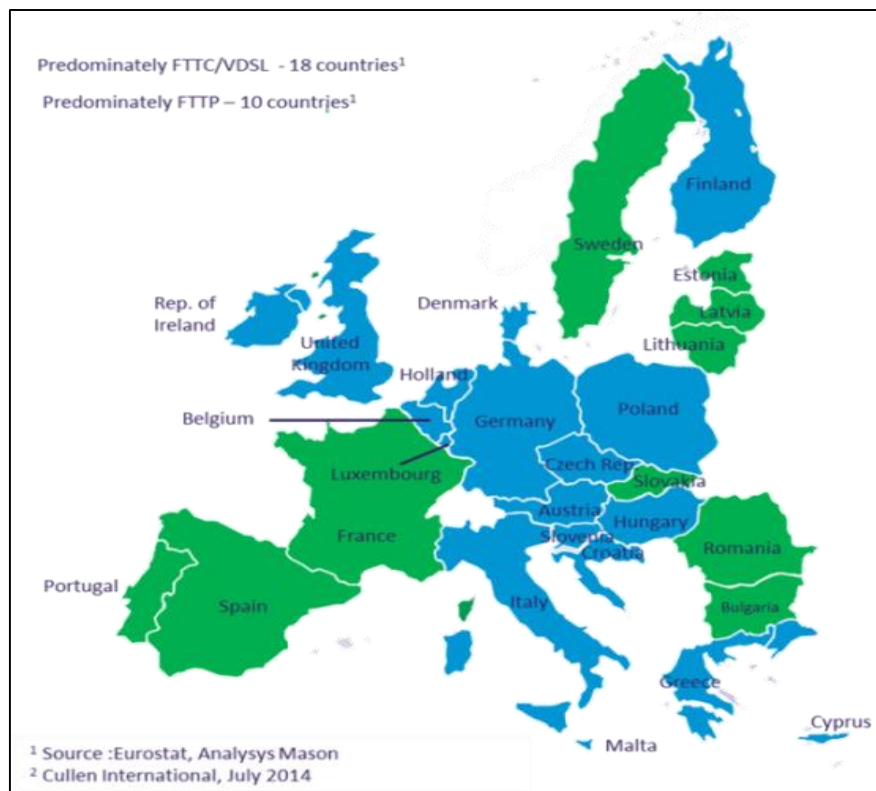 Predominately FTTC/VDSL - 18 countries¹
Predominately FTTP – 10 countries¹
Finland
Sweden
Estonia
Rep. of
Ireland
Denmark
Latvia
United
Kingdom
Lithuania
Holland
Belgium
Germany
Poland
Luxembourg
Czech Rep.
Slovakia
Austria
France
Hungary
Slovenia
Croatia
Romania
Portugal
Spain
Italy
Bulgaria
Greece
Cyprus
Malta
¹ Source :Eurostat, Analysys Mason
² Cullen International, July 2014